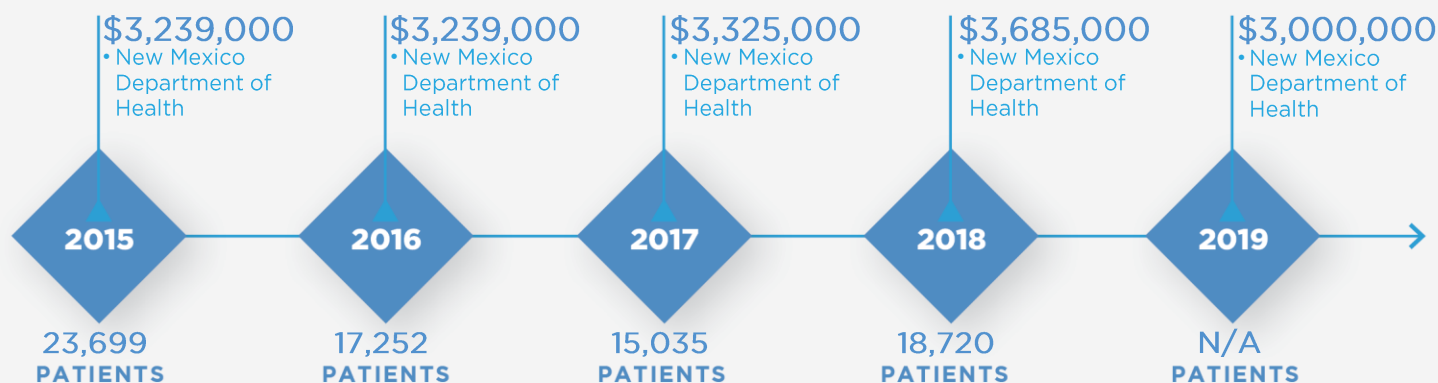 $3,239,000
• New Mexico
Department of
Health
$3,239,000
• New Mexico
Department of
Health
$3,325,000
• New Mexico
Department of
Health
$3,685,000
• New Mexico
Department of
Health
$3,000,000
• New Mexico
Department of
Health
2015
2016
2017
2018
2019
23,699
PATIENTS
17,252
PATIENTS
15,035
PATIENTS
18,720
PATIENTS
N/A
PATIENTS